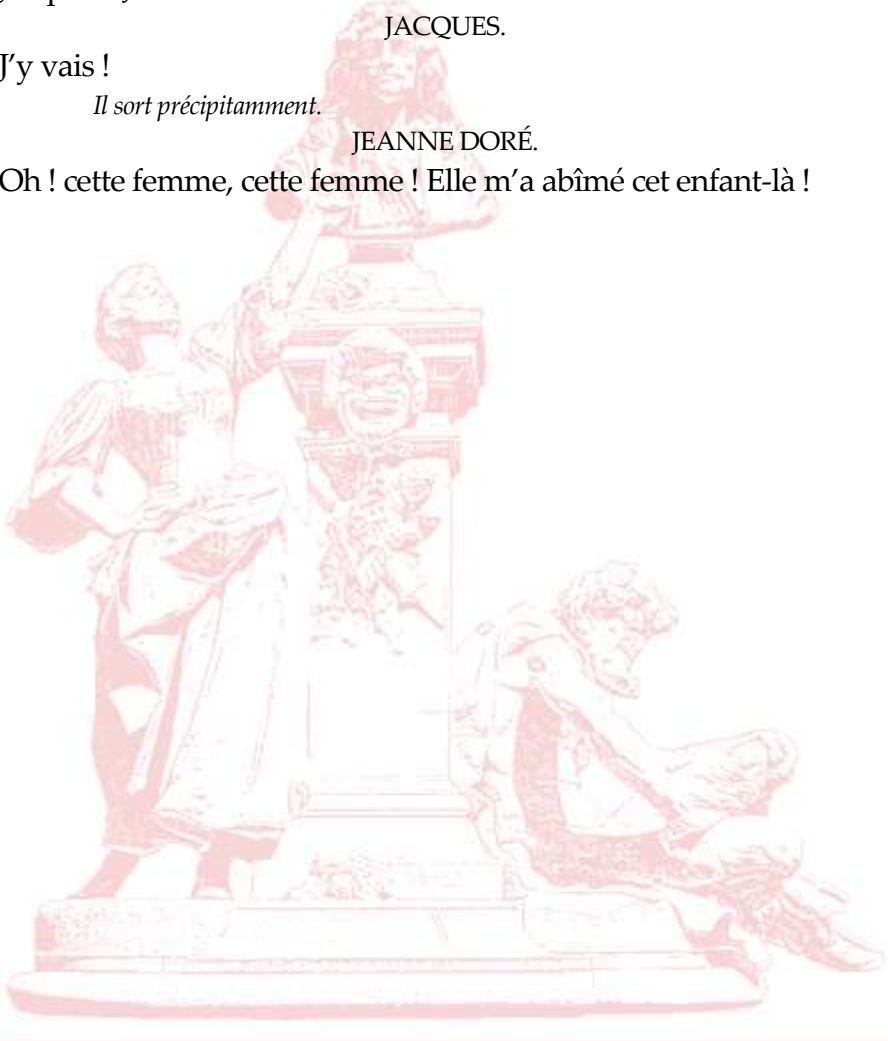 JACQUES.
J’y vais !
Il sort précipitamment.
JEANNE DORÉ.
Oh ! cette femme, cette femme ! Elle m’a abîmé cet enfant-là !